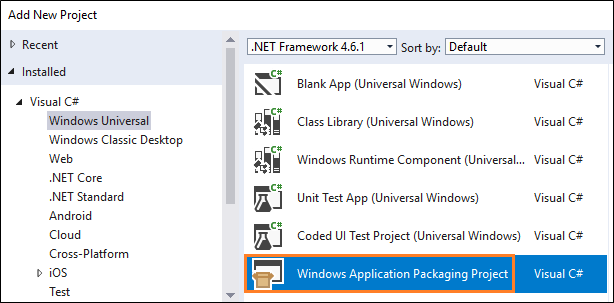 Add New Project
Recent
Installed
Visual C#
Windows Universal
Windows Classic Desktop
Web
.NET Core
.NET Standard
Android
Cloud
Cross-Platform
iOS
Test
.NET Framework 4.6.1 Sort by: Default
C# Blank App (Universal Windows) Visual C#
C# Class Library (Universal Windows) Visual C#
C# Windows Runtime Component (Universal... Visual C#
C# Unit Test App (Universal Windows) Visual C#
C# Coded UI Test Project (Universal Windows) Visual C#
Windows Application Packaging Project Visual C#